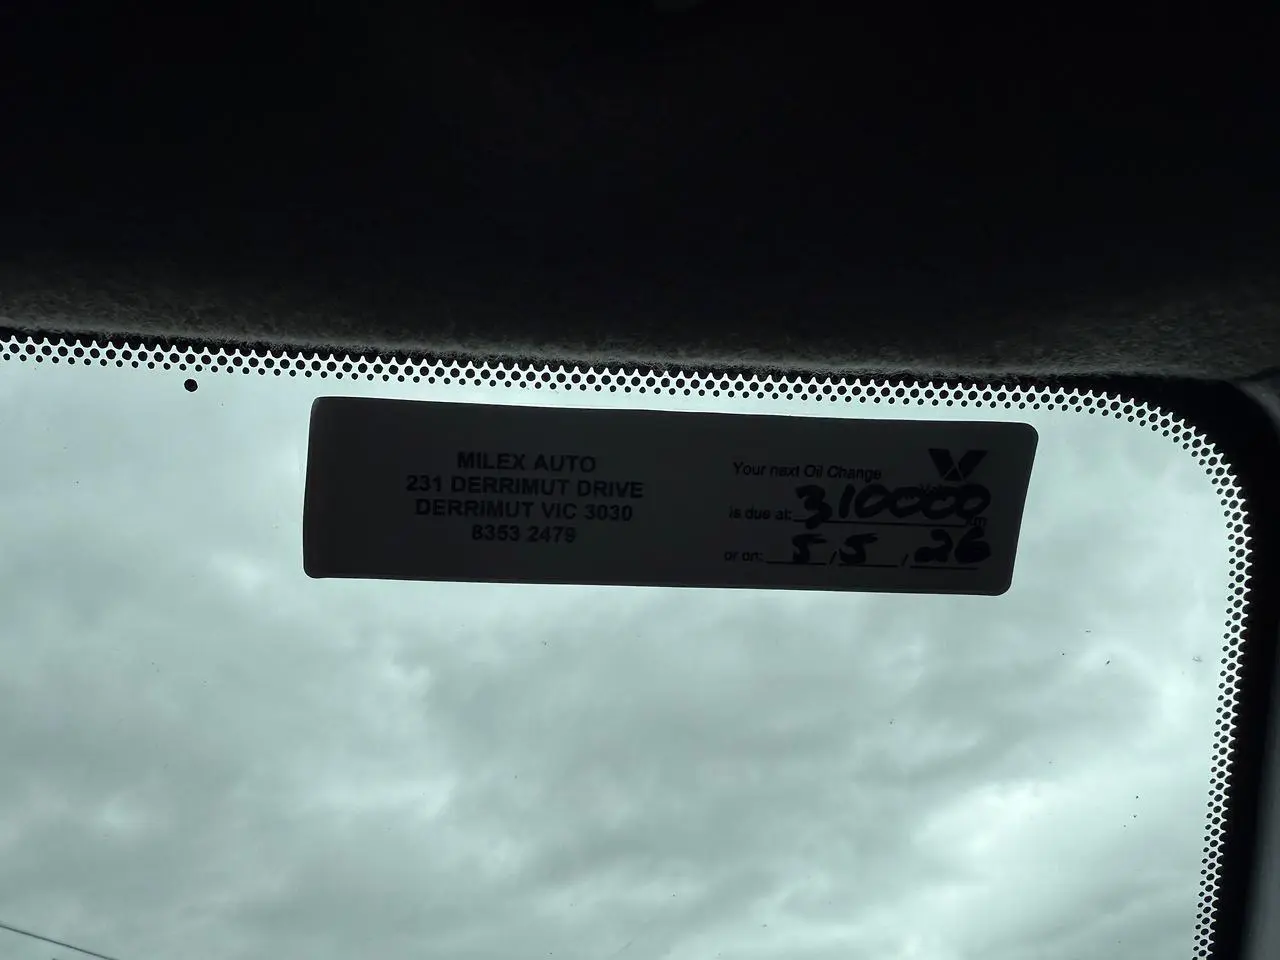 MILEX AUTO
231 DERRIMUT DRIVE
DERRIMUT VIC 3030
8353 2479
Your next Oil Change
is due at: 310000 km
or on: 5 / 5 / 26